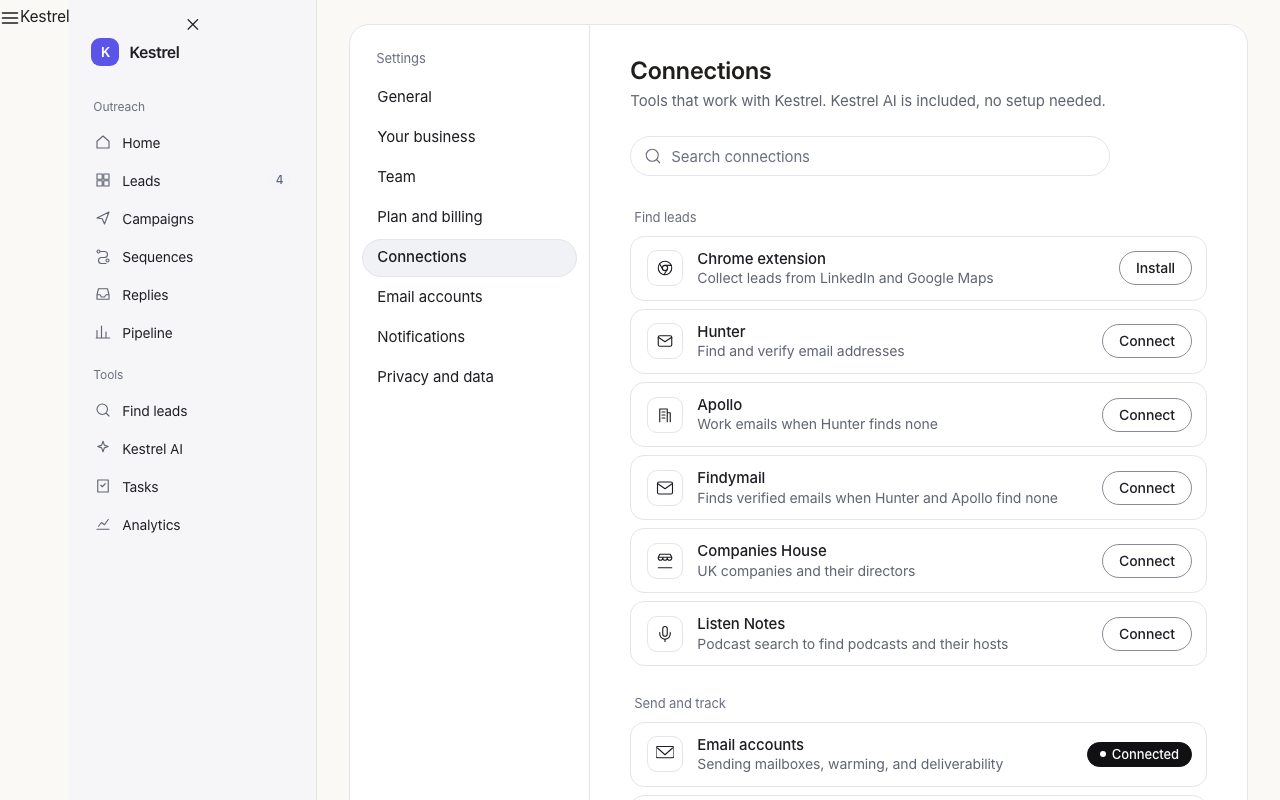 Kestrel
K Kestrel
Outreach
Home
Leads 4
Campaigns
Sequences
Replies
Pipeline
Tools
Find leads
Kestrel AI
Tasks
Analytics
Settings
General
Your business
Team
Plan and billing
Connections
Email accounts
Notifications
Privacy and data
Connections
Tools that work with Kestrel. Kestrel AI is included, no setup needed.
Search connections
Find leads
Chrome extension
Collect leads from LinkedIn and Google Maps
Install
Hunter
Find and verify email addresses
Connect
Apollo
Work emails when Hunter finds none
Connect
Findymail
Finds verified emails when Hunter and Apollo find none
Connect
Companies House
UK companies and their directors
Connect
Listen Notes
Podcast search to find podcasts and their hosts
Connect
Send and track
Email accounts
Sending mailboxes, warming, and deliverability
Connected